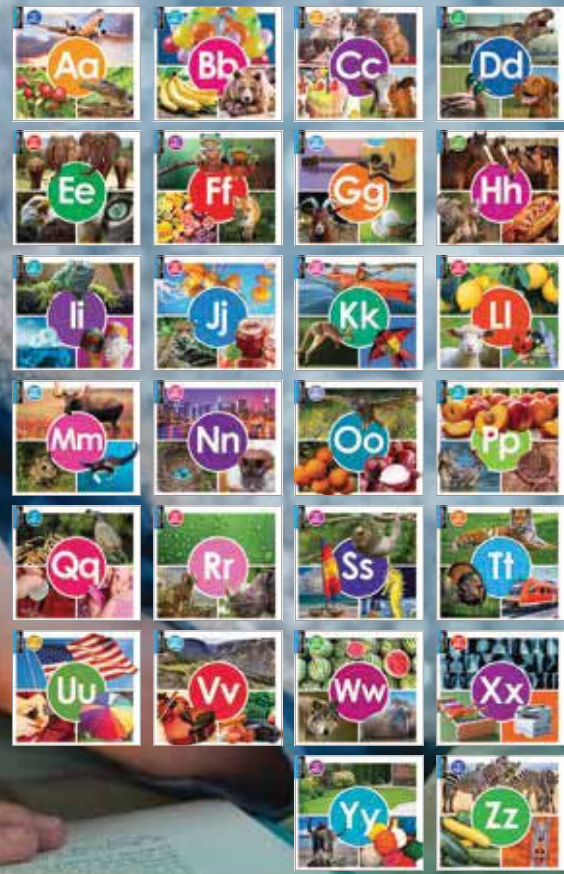 Aa Bb Cc Dd
Ee Ff Gg Hh
Ii Jj Kk Ll
Mm Nn Oo Pp
Qq Rr Ss Tt
Uu Vv Ww Xx
Yy Zz